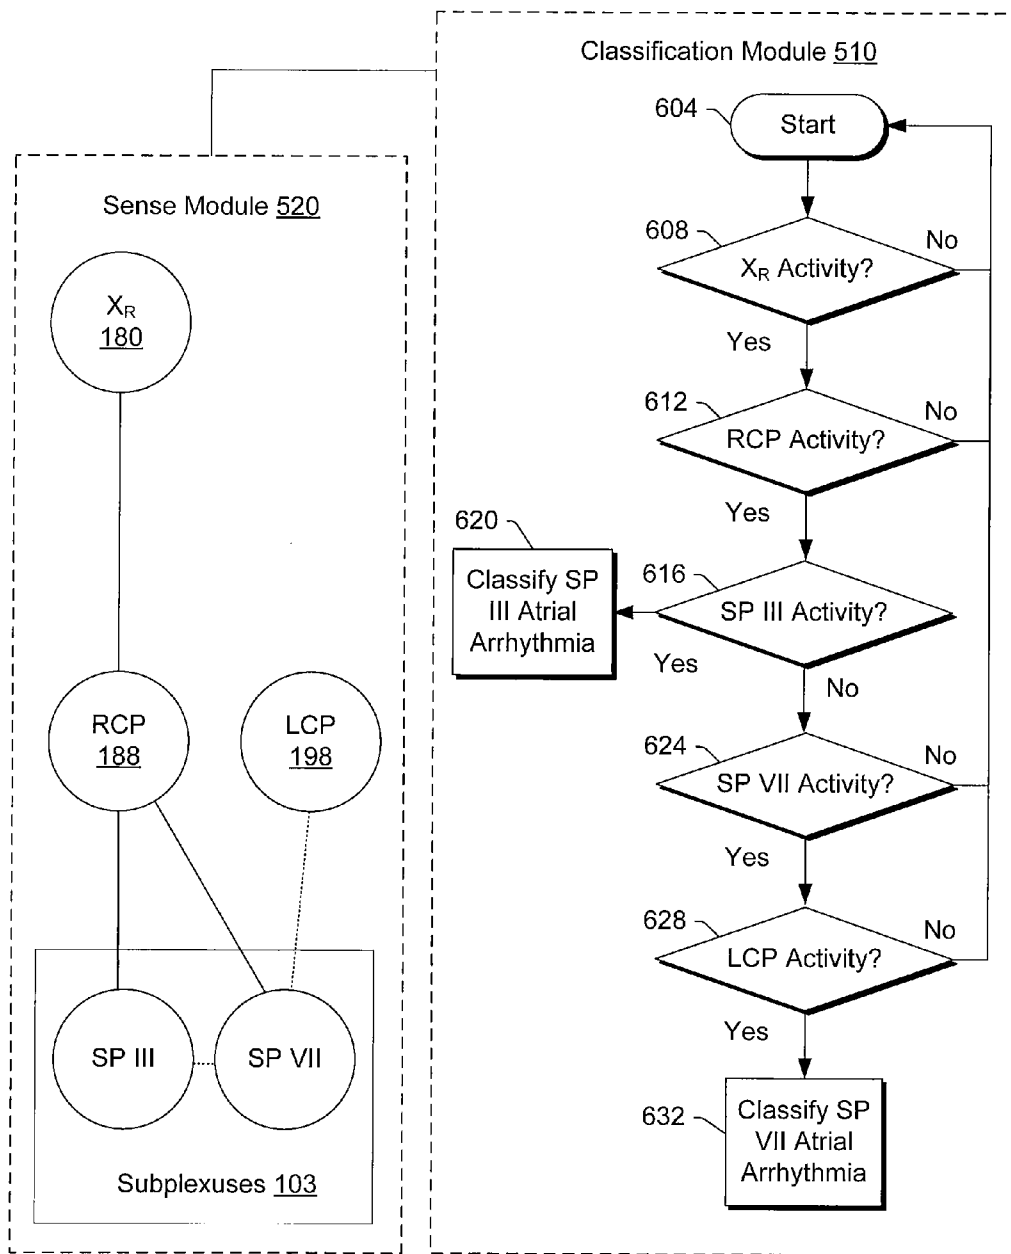 Classification Module 510
604
Start
Sense Module 520
608
No
X_R Activity?
X_R
180
Yes
612
No
RCP Activity?
Yes
620
Classify SP
III Atrial
Arrhythmia
616
SP III Activity?
Yes
No
RCP
188
LCP
198
624
No
SP VII Activity?
Yes
628
No
LCP Activity?
Yes
SP III
SP VII
Subplexuses 103
632
Classify SP
VII Atrial
Arrhythmia